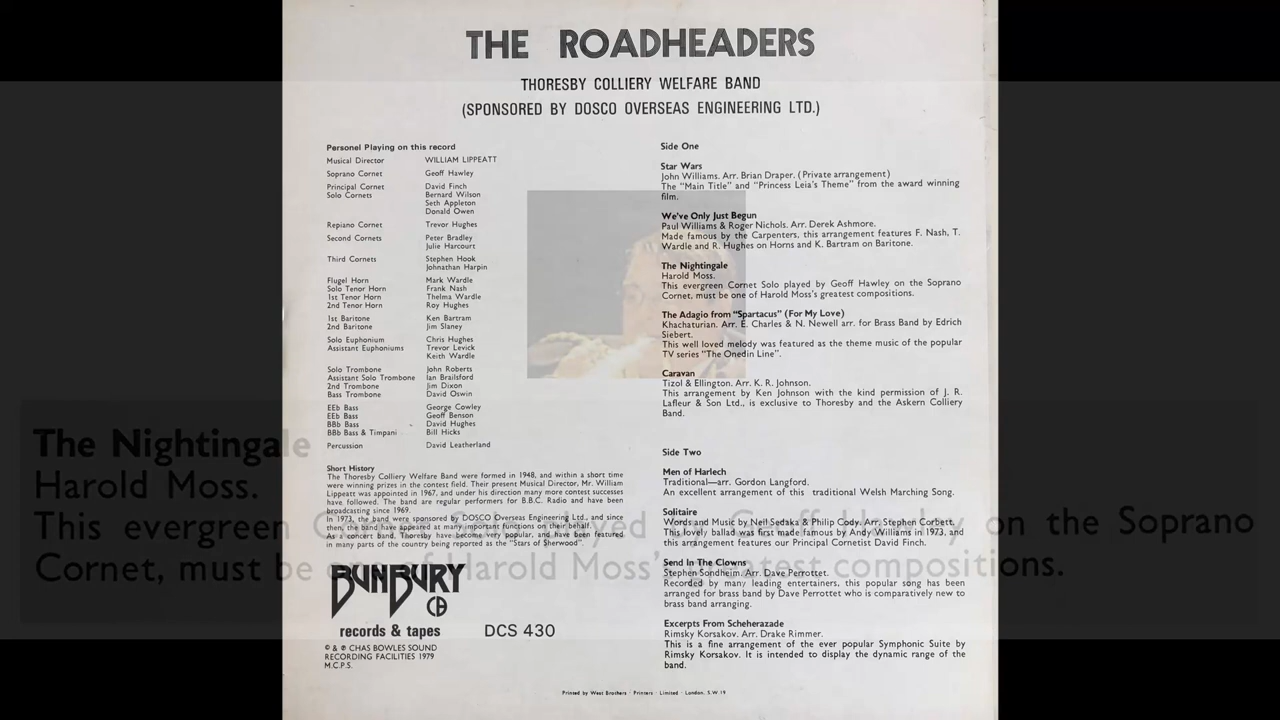 THE ROADHEADERS
THORESBY COLLIERY WELFARE BAND
(SPONSORED BY DOSCO OVERSEAS ENGINEERING LTD.)
Personel Playing on this record
Musical Director WILLIAM LIPPEATT
Soprano Cornet Geoff Hawley
Principal Cornet David Finch
Solo Cornets Bernard Wilson
Seth Appleton
Donald Owen
Repiano Cornet Trevor Hughes
Second Cornets Peter Bradley
Julie Harcourt
Third Cornets Stephen Hook
Johnathan Harpin
Flugel Horn Mark Wardle
Solo Tenor Horn Frank Nash
1st Tenor Horn Thelma Wardle
2nd Tenor Horn Roy Hughes
1st Baritone Ken Bartram
2nd Baritone Jim Slaney
Solo Euphonium Chris Hughes
Assistant Euphoniums Trevor Levick
Keith Wardle
Solo Trombone John Roberts
Assistant Solo Trombone Ian Brailsford
2nd Trombone Jim Dixon
Bass Trombone David Oswin
EEb Bass George Cowley
EEb Bass Geoff Benson
BBb Bass David Hughes
BBb Bass & Timpani Bill Hicks
Percussion David Leatherland
Short History
The Thoresby Colliery Welfare Band were formed in 1948, and within a short time
were winning prizes in the contest field. Their present Musical Director, Mr. William
Lippeatt was appointed in 1967, and under his direction many more contest successes
have followed. The band are regular performers for B.B.C. Radio and have been
broadcasting since 1969.
In 1973, the band were sponsored by DOSCO Overseas Engineering Ltd., and since
then, the band have appeared at many important functions on their behalf.
As a concert band, Thoresby have become very popular, and have been featured
in many parts of the country being reported as the "Stars of Sherwood".
BUNBURY
CB
records & tapes DCS 430
© & ℗ CHAS BOWLES SOUND
RECORDING FACILITIES 1979
M.C.P.S.
Side One
Star Wars
John Williams. Arr. Brian Draper. (Private arrangement)
The "Main Title" and "Princess Leia's Theme" from the award winning
film.
We've Only Just Begun
Paul Williams & Roger Nichols. Arr. Derek Ashmore.
Made famous by the Carpenters, this arrangement features F. Nash, T.
Wardle and R. Hughes on Horns and K. Bartram on Baritone.
The Nightingale
Harold Moss.
This evergreen Cornet Solo played by Geoff Hawley on the Soprano
Cornet, must be one of Harold Moss's greatest compositions.
The Adagio from "Spartacus" (For My Love)
Khachaturian. Arr. E. Charles & N. Newell arr. for Brass Band by Edrich
Siebert.
This well loved melody was featured as the theme music of the popular
TV series "The Onedin Line".
Caravan
Tizol & Ellington. Arr. K. R. Johnson.
This arrangement by Ken Johnson with the kind permission of J. R.
Lafleur & Son Ltd., is exclusive to Thoresby and the Askern Colliery
Band.
Side Two
Men of Harlech
Traditional—arr. Gordon Langford.
An excellent arrangement of this traditional Welsh Marching Song.
Solitaire
Words and Music by Neil Sedaka & Philip Cody. Arr. Stephen Corbett.
This lovely ballad was first made famous by Andy Williams in 1973, and
this arrangement features our Principal Cornetist David Finch.
Send In The Clowns
Stephen Sondheim. Arr. Dave Perrottet.
Recorded by many leading entertainers, this popular song has been
arranged for brass band by Dave Perrottet who is comparatively new to
brass band arranging.
Excerpts From Scheherazade
Rimsky Korsakov. Arr. Drake Rimmer.
This is a fine arrangement of the ever popular Symphonic Suite by
Rimsky Korsakov. It is intended to display the dynamic range of the
band.
Printed by West Brothers · Printers · Limited · London, S.W.19
The Nightingale
Harold Moss.
This evergreen Cornet Solo played by Geoff Hawley on the Soprano
Cornet, must be one of Harold Moss's greatest compositions.